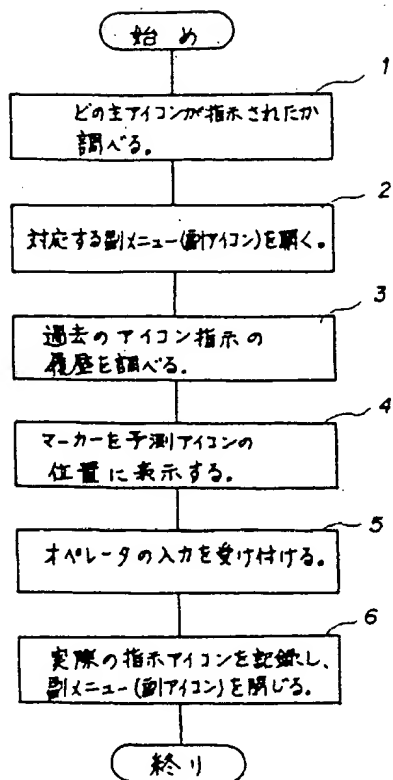 始め
1
どの主アイコンが指示されたか
調べる。
2
対応する副メニュー(副アイコン)を開く。
3
過去のアイコン指示の
履歴を調べる。
4
マーカーを予測アイコンの
位置に表示する。
5
オペレータの入力を受け付ける。
6
実際の指示アイコンを記録し、
副メニュー(副アイコン)を閉じる。
終り